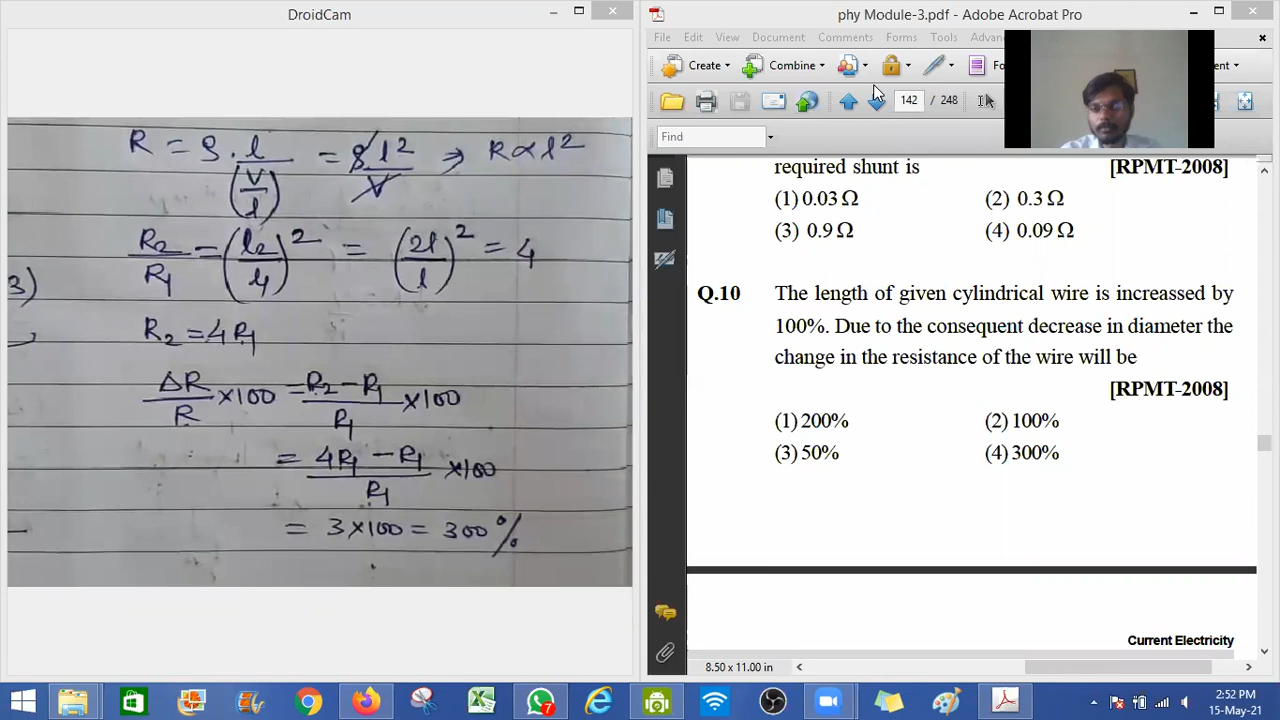 DroidCam
R = ρ.l/(V/l) = ρl²/V ⇒ R∝l²
R₂/R₁ = (l₂/l₁)² = (2l/l)² = 4
3)
R₂ = 4R₁
ΔR/R ×100 = R₂ - R₁/R₁ ×100
= 4R₁ - R₁/R₁ ×100
= 3×100 = 300%
phy Module-3.pdf - Adobe Acrobat Pro
File Edit View Document Comments Forms Tools Advan
Create Combine Fo nt
142 / 248
Find
required shunt is [RPMT-2008]
(1) 0.03 Ω (2) 0.3 Ω
(3) 0.9 Ω (4) 0.09 Ω
Q.10 The length of given cylindrical wire is increassed by
100%. Due to the consequent decrease in diameter the
change in the resistance of the wire will be
[RPMT-2008]
(1) 200% (2) 100%
(3) 50% (4) 300%
Current Electricity
8.50 x 11.00 in
7
2:52 PM
15-May-21